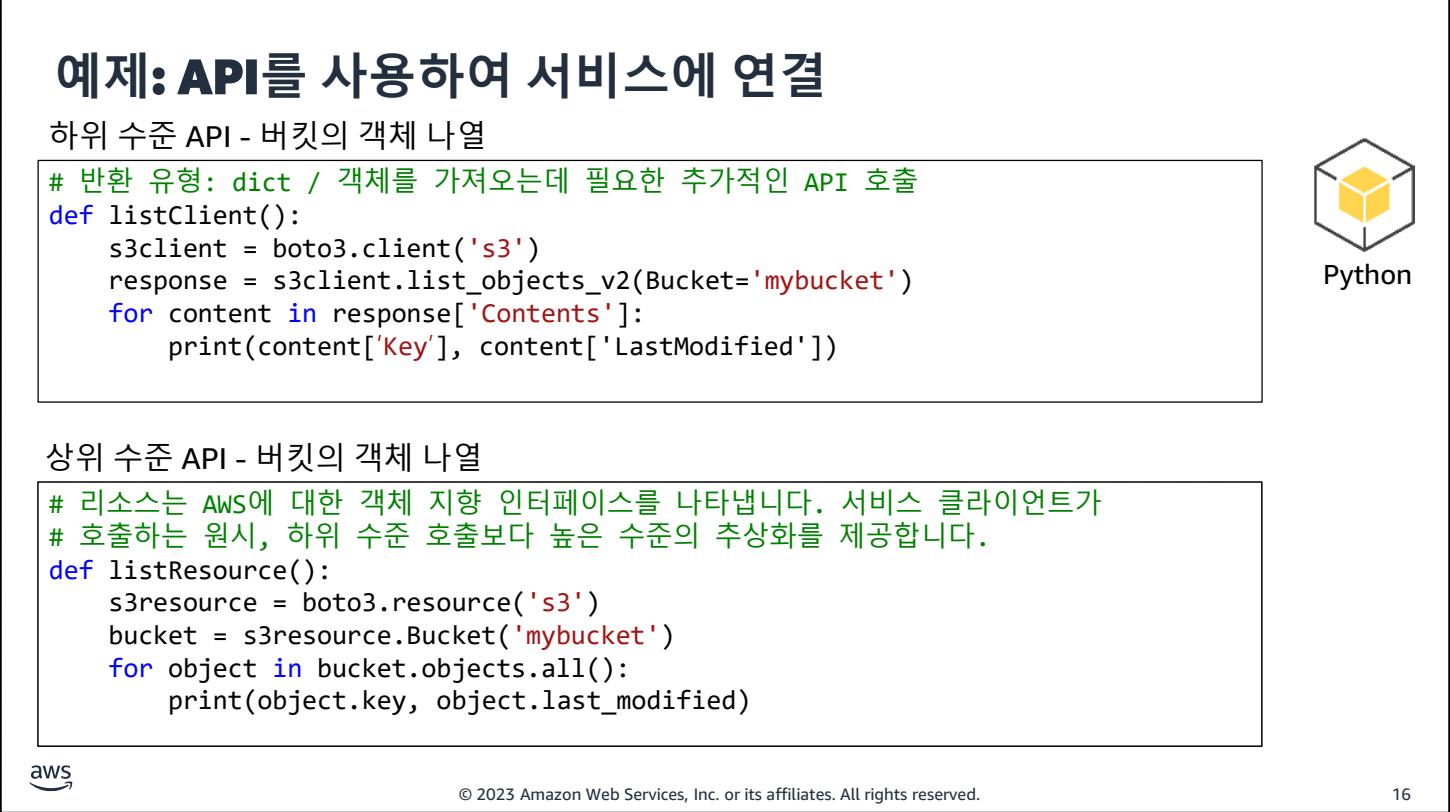 예제: API를 사용하여 서비스에 연결
하위 수준 API - 버킷의 객체 나열
# 반환 유형: dict / 객체를 가져오는데 필요한 추가적인 API 호출
def listClient():
    s3client = boto3.client('s3')
    response = s3client.list_objects_v2(Bucket='mybucket')
    for content in response['Contents']:
        print(content['Key'], content['LastModified'])
Python
상위 수준 API - 버킷의 객체 나열
# 리소스는 AWS에 대한 객체 지향 인터페이스를 나타냅니다. 서비스 클라이언트가
# 호출하는 원시, 하위 수준 호출보다 높은 수준의 추상화를 제공합니다.
def listResource():
    s3resource = boto3.resource('s3')
    bucket = s3resource.Bucket('mybucket')
    for object in bucket.objects.all():
        print(object.key, object.last_modified)
aws
© 2023 Amazon Web Services, Inc. or its affiliates. All rights reserved.
16